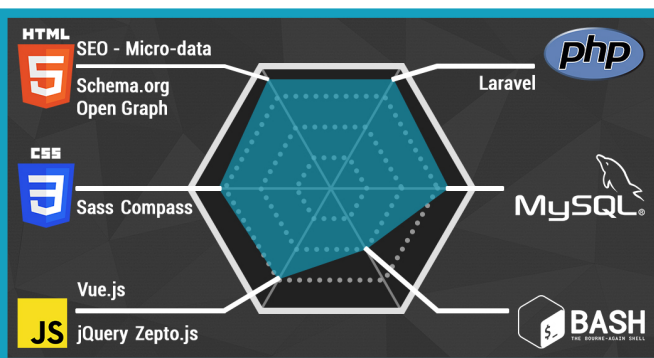 HTML
5
SEO - Micro-data
Schema.org
Open Graph
php
Laravel
CSS
3
Sass Compass
MySQL®
Vue.js
JS
jQuery Zepto.js
$_
BASH
THE BOURNE-AGAIN SHELL